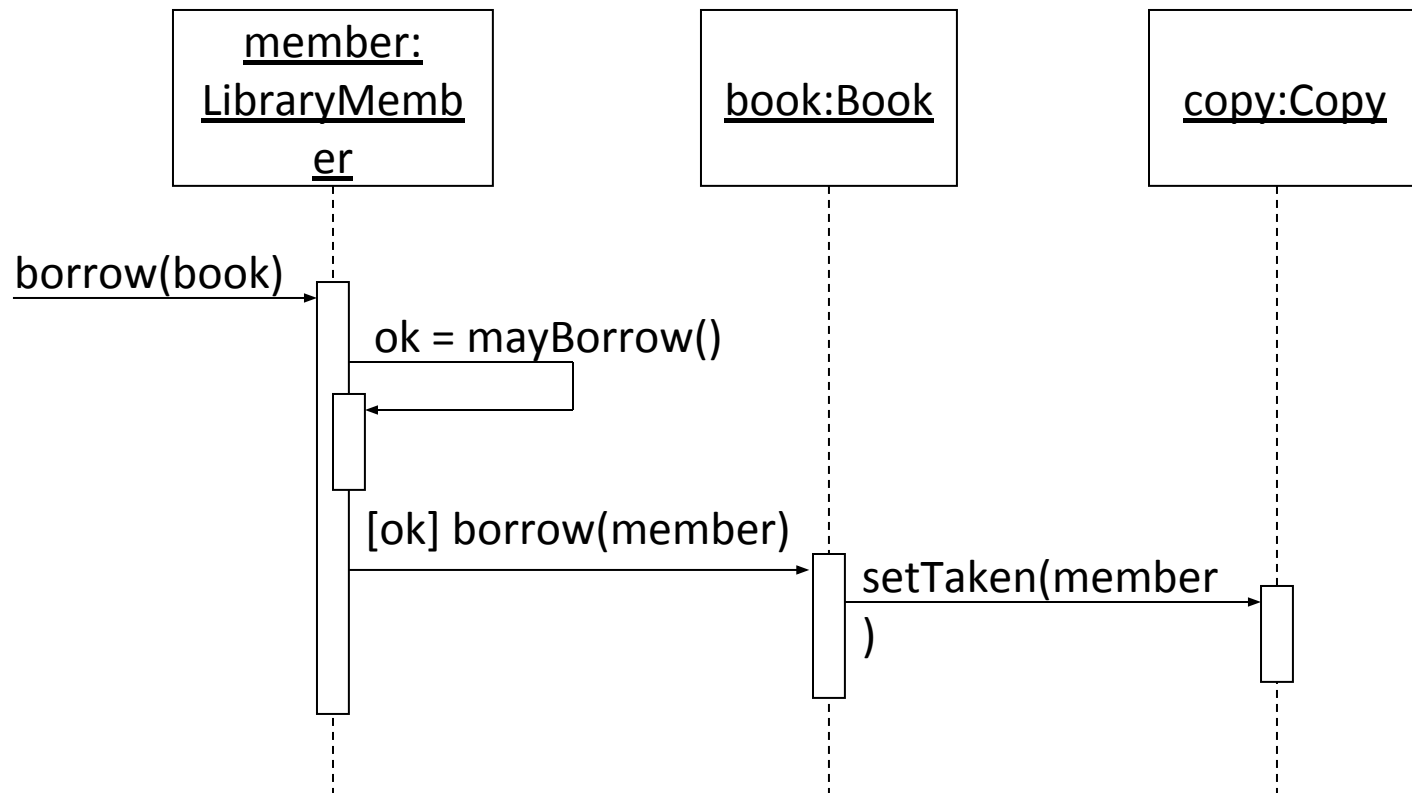 member:
LibraryMemb
er
book:Book
copy:Copy
borrow(book)
ok = mayBorrow()
[ok] borrow(member)
setTaken(member
)